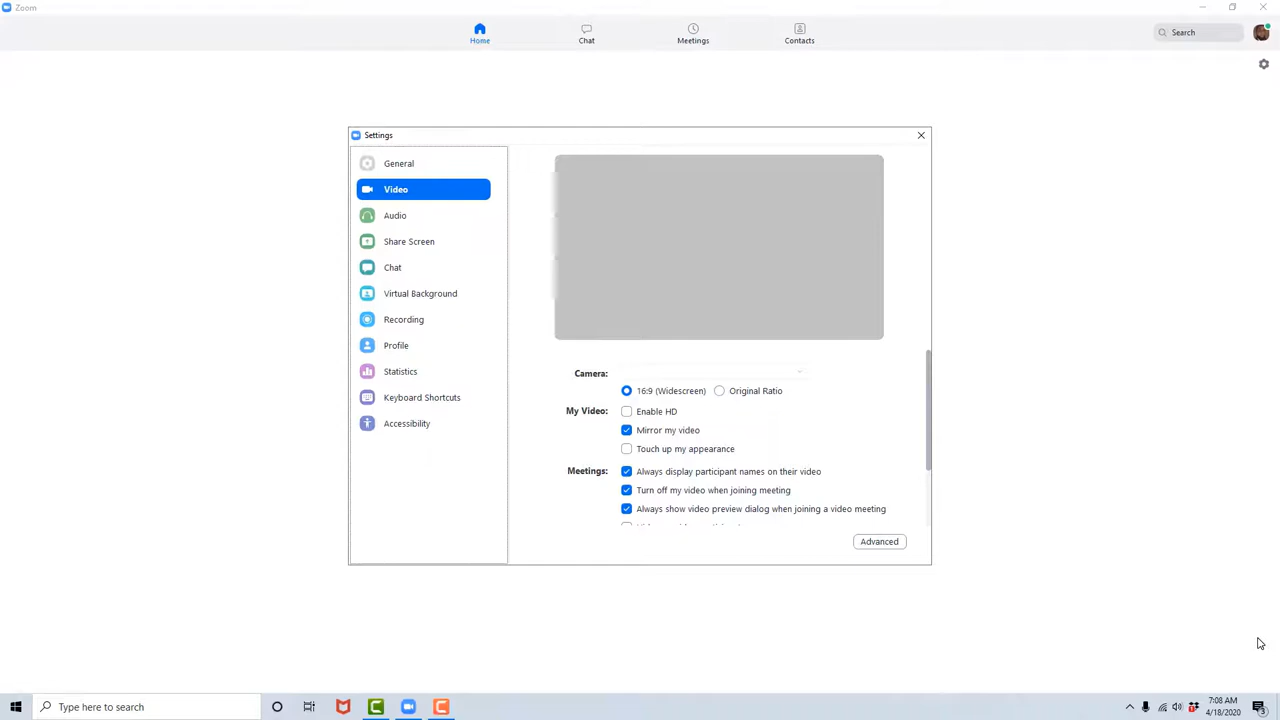 Zoom
Home
Chat
Meetings
Contacts
Search
Settings
General
Video
Audio
Share Screen
Chat
Virtual Background
Recording
Profile
Statistics
Keyboard Shortcuts
Accessibility
Camera:
16:9 (Widescreen) Original Ratio
My Video: Enable HD
Mirror my video
Touch up my appearance
Meetings: Always display participant names on their video
Turn off my video when joining meeting
Always show video preview dialog when joining a video meeting
Advanced
Type here to search
7:08 AM
4/18/2020
3